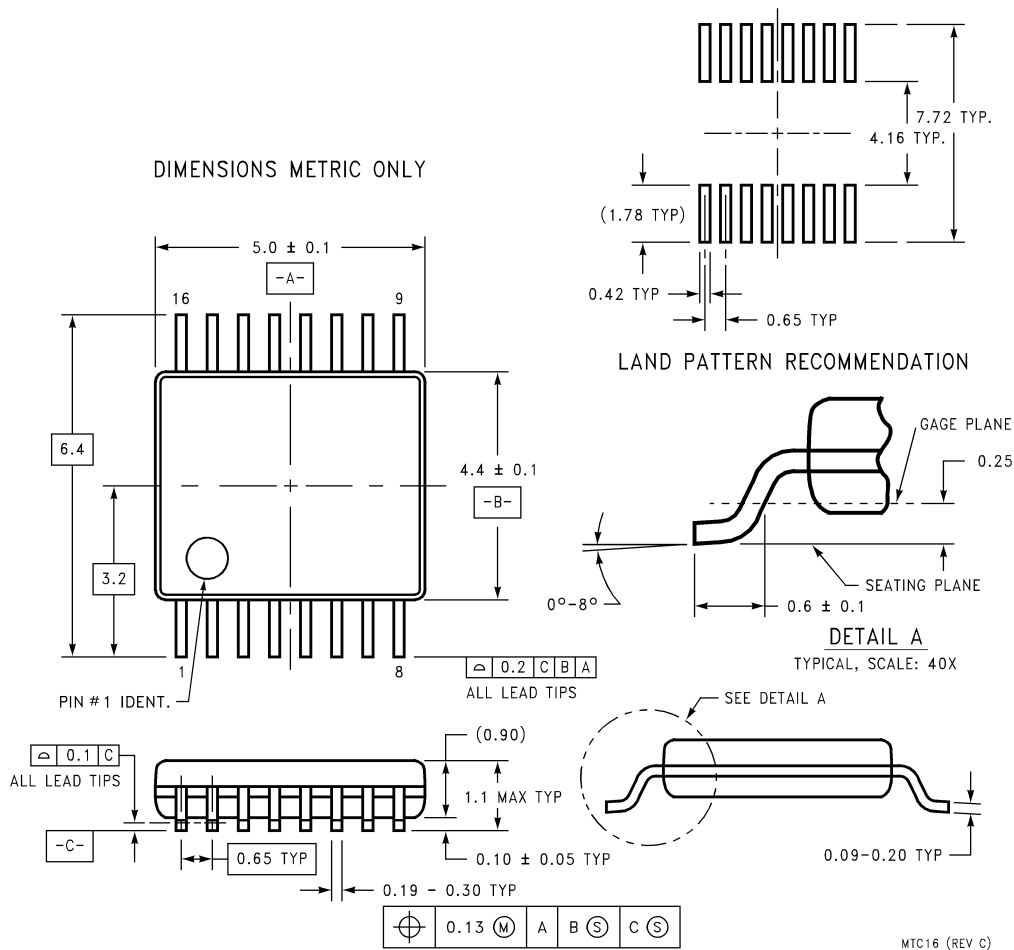 7.72 TYP.
4.16 TYP.
DIMENSIONS METRIC ONLY
(1.78 TYP)
5.0 ± 0.1
-A-
0.42 TYP
16
9
0.65 TYP
LAND PATTERN RECOMMENDATION
GAGE PLANE
6.4
0.25
4.4 ± 0.1
-B-
3.2
SEATING PLANE
0°-8°
0.6 ± 0.1
DETAIL A
TYPICAL, SCALE: 40X
1
8
⌓ 0.2 C B A
ALL LEAD TIPS
PIN #1 IDENT.
SEE DETAIL A
(0.90)
⌓ 0.1 C
ALL LEAD TIPS
1.1 MAX TYP
-C-
0.65 TYP
0.10 ± 0.05 TYP
0.09-0.20 TYP
0.19 - 0.30 TYP
⌖ 0.13 Ⓜ A B Ⓢ C Ⓢ
MTC16 (REV C)